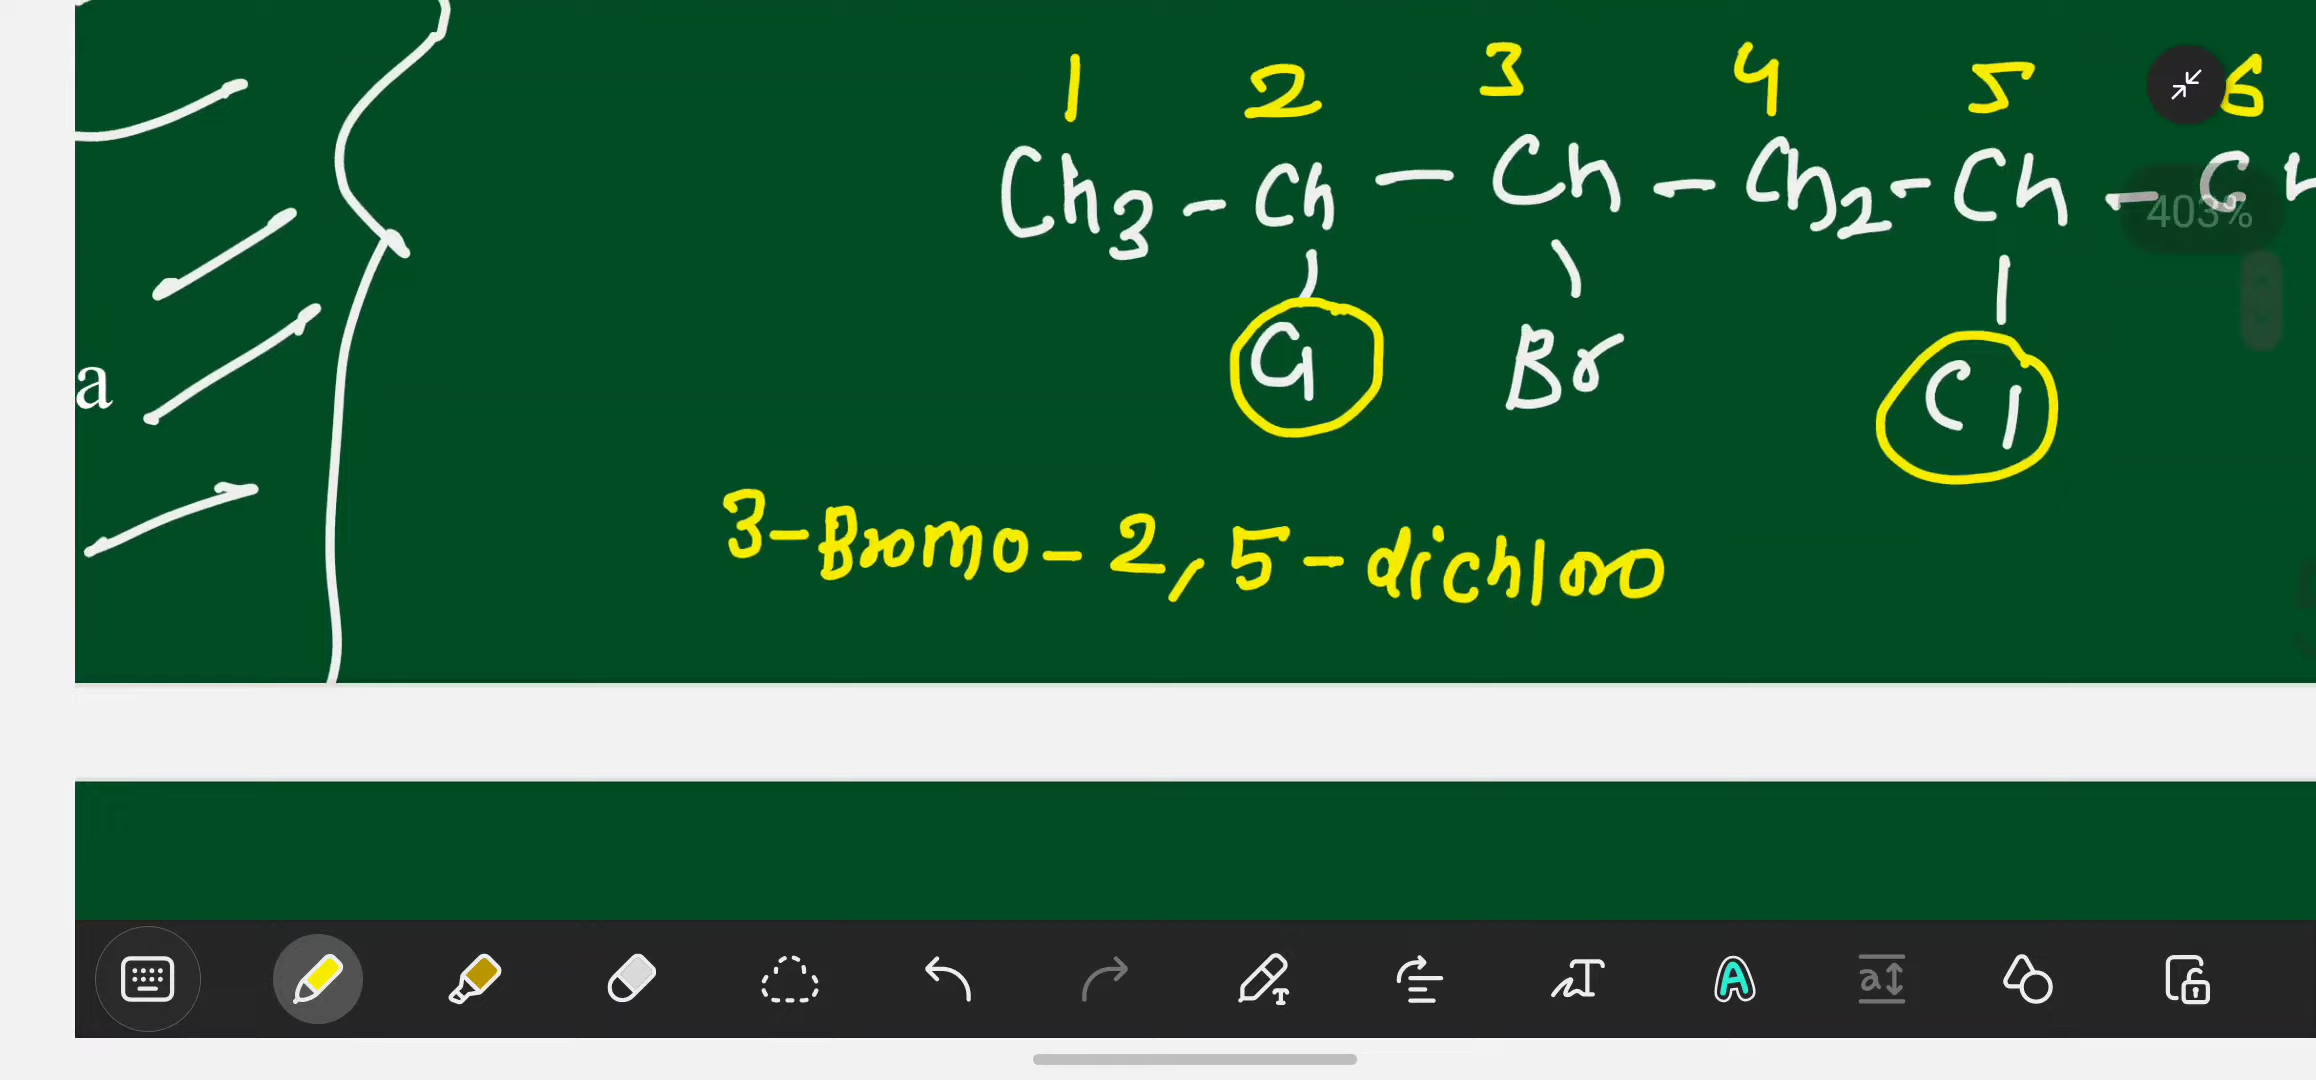 1 2 3 4 5 6
Ch3 - Ch - Ch - Ch2 - Ch - Ch
403%
Cl Br Cl
a
3-Bromo-2,5-dichloro